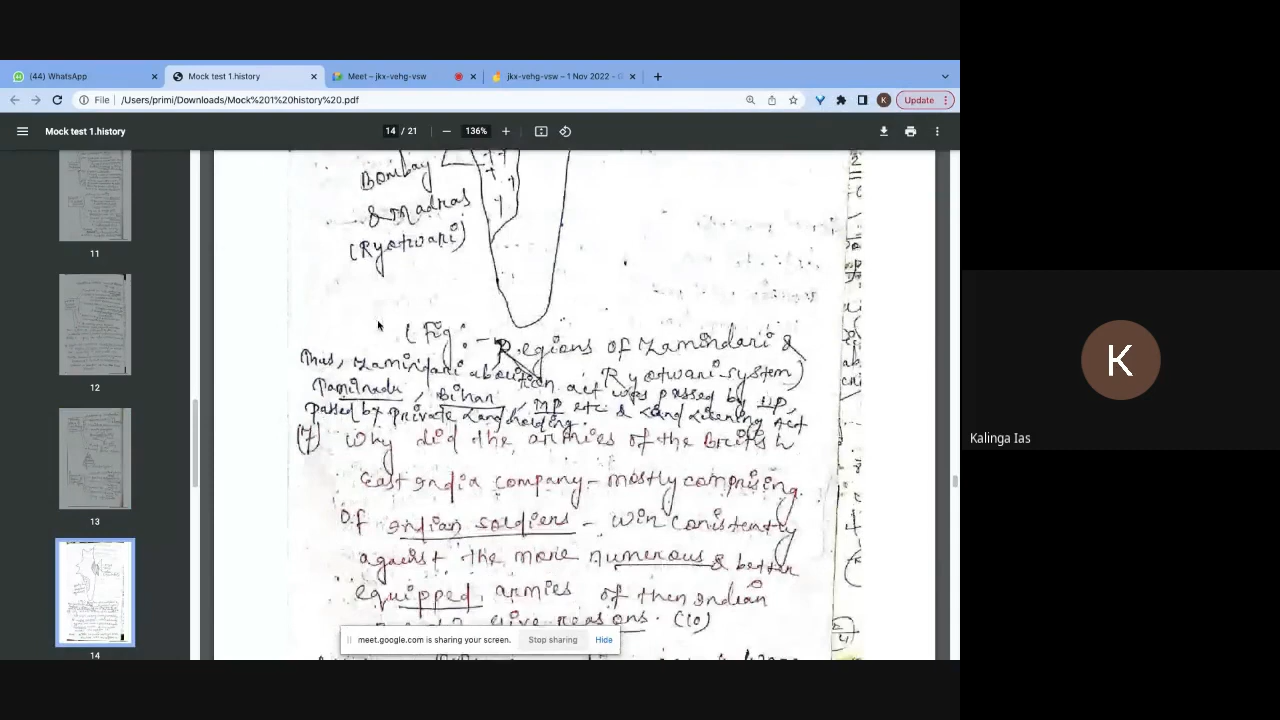 (44) WhatsApp
Mock test 1.history
Meet – jkx-vehg-vsw
jkx-vehg-vsw – 1 Nov 2022 - G
File /Users/primi/Downloads/Mock%201%20history%20.pdf
K
Update
Mock test 1.history
14 / 21
136%
11
12
13
14
Bombay
& Madras
(Ryotwari)
(Fig :- Regions of Zamindari &
Ryotwari system)
Thus, Zamindari abolition act was passed by UP,
Tamilnadu, Bihar, MP etc & Land act
passed by private Land holding.
(7) Why did the armies of the British
East India company - mostly comprising
of Indian soldiers - win consistently
against the more numerous & better
equipped armies of then Indian
give reasons. (10)
meet.google.com is sharing your screen.
Stop sharing
Hide
K
Kalinga Ias